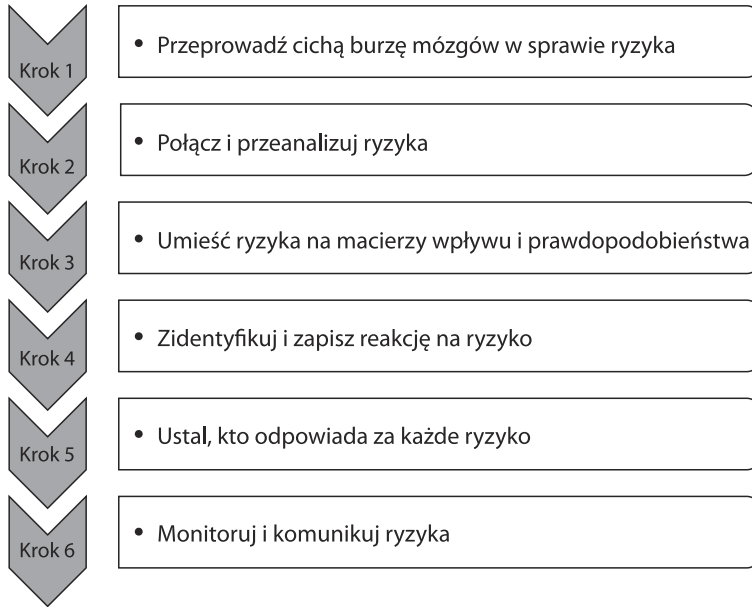 Krok 1
• Przeprowadź cichą burzę mózgów w sprawie ryzyka
Krok 2
• Połącz i przeanalizuj ryzyka
Krok 3
• Umieść ryzyka na macierzy wpływu i prawdopodobieństwa
Krok 4
• Zidentyfikuj i zapisz reakcję na ryzyko
Krok 5
• Ustal, kto odpowiada za każde ryzyko
Krok 6
• Monitoruj i komunikuj ryzyka